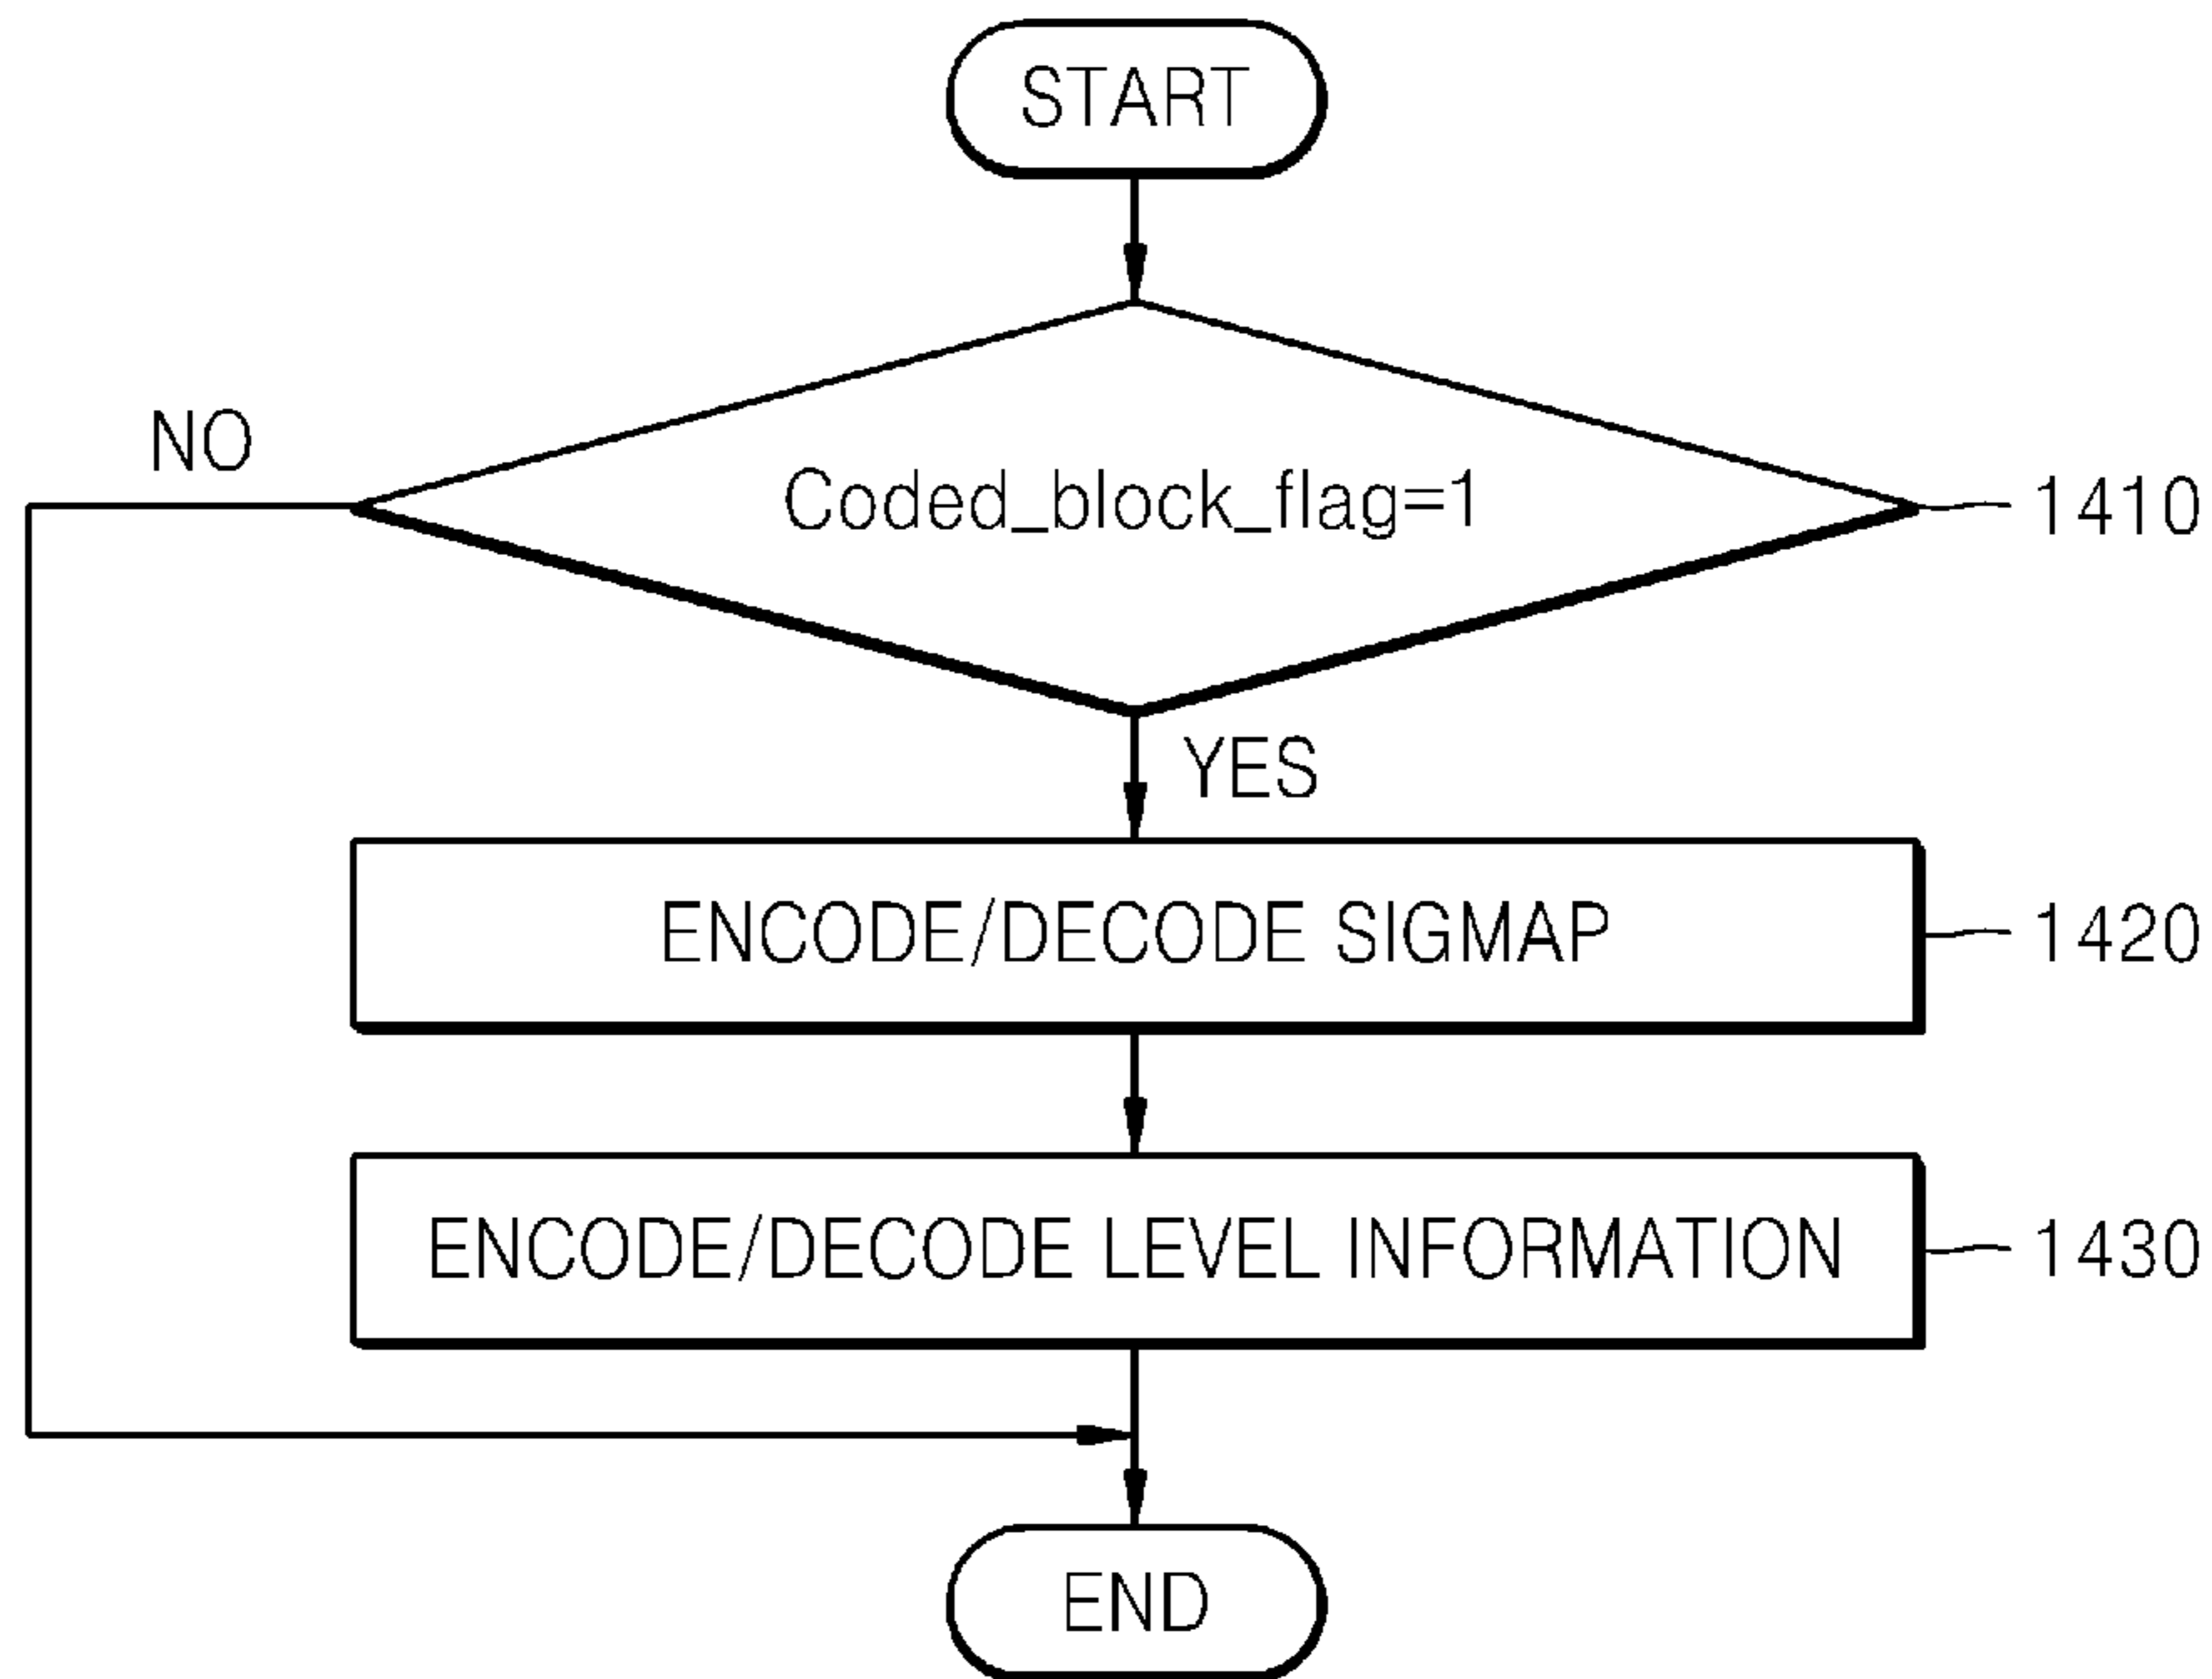 START
NO
Coded_block_flag=1
1410
YES
ENCODE/DECODE SIGMAP
1420
ENCODE/DECODE LEVEL INFORMATION
1430
END